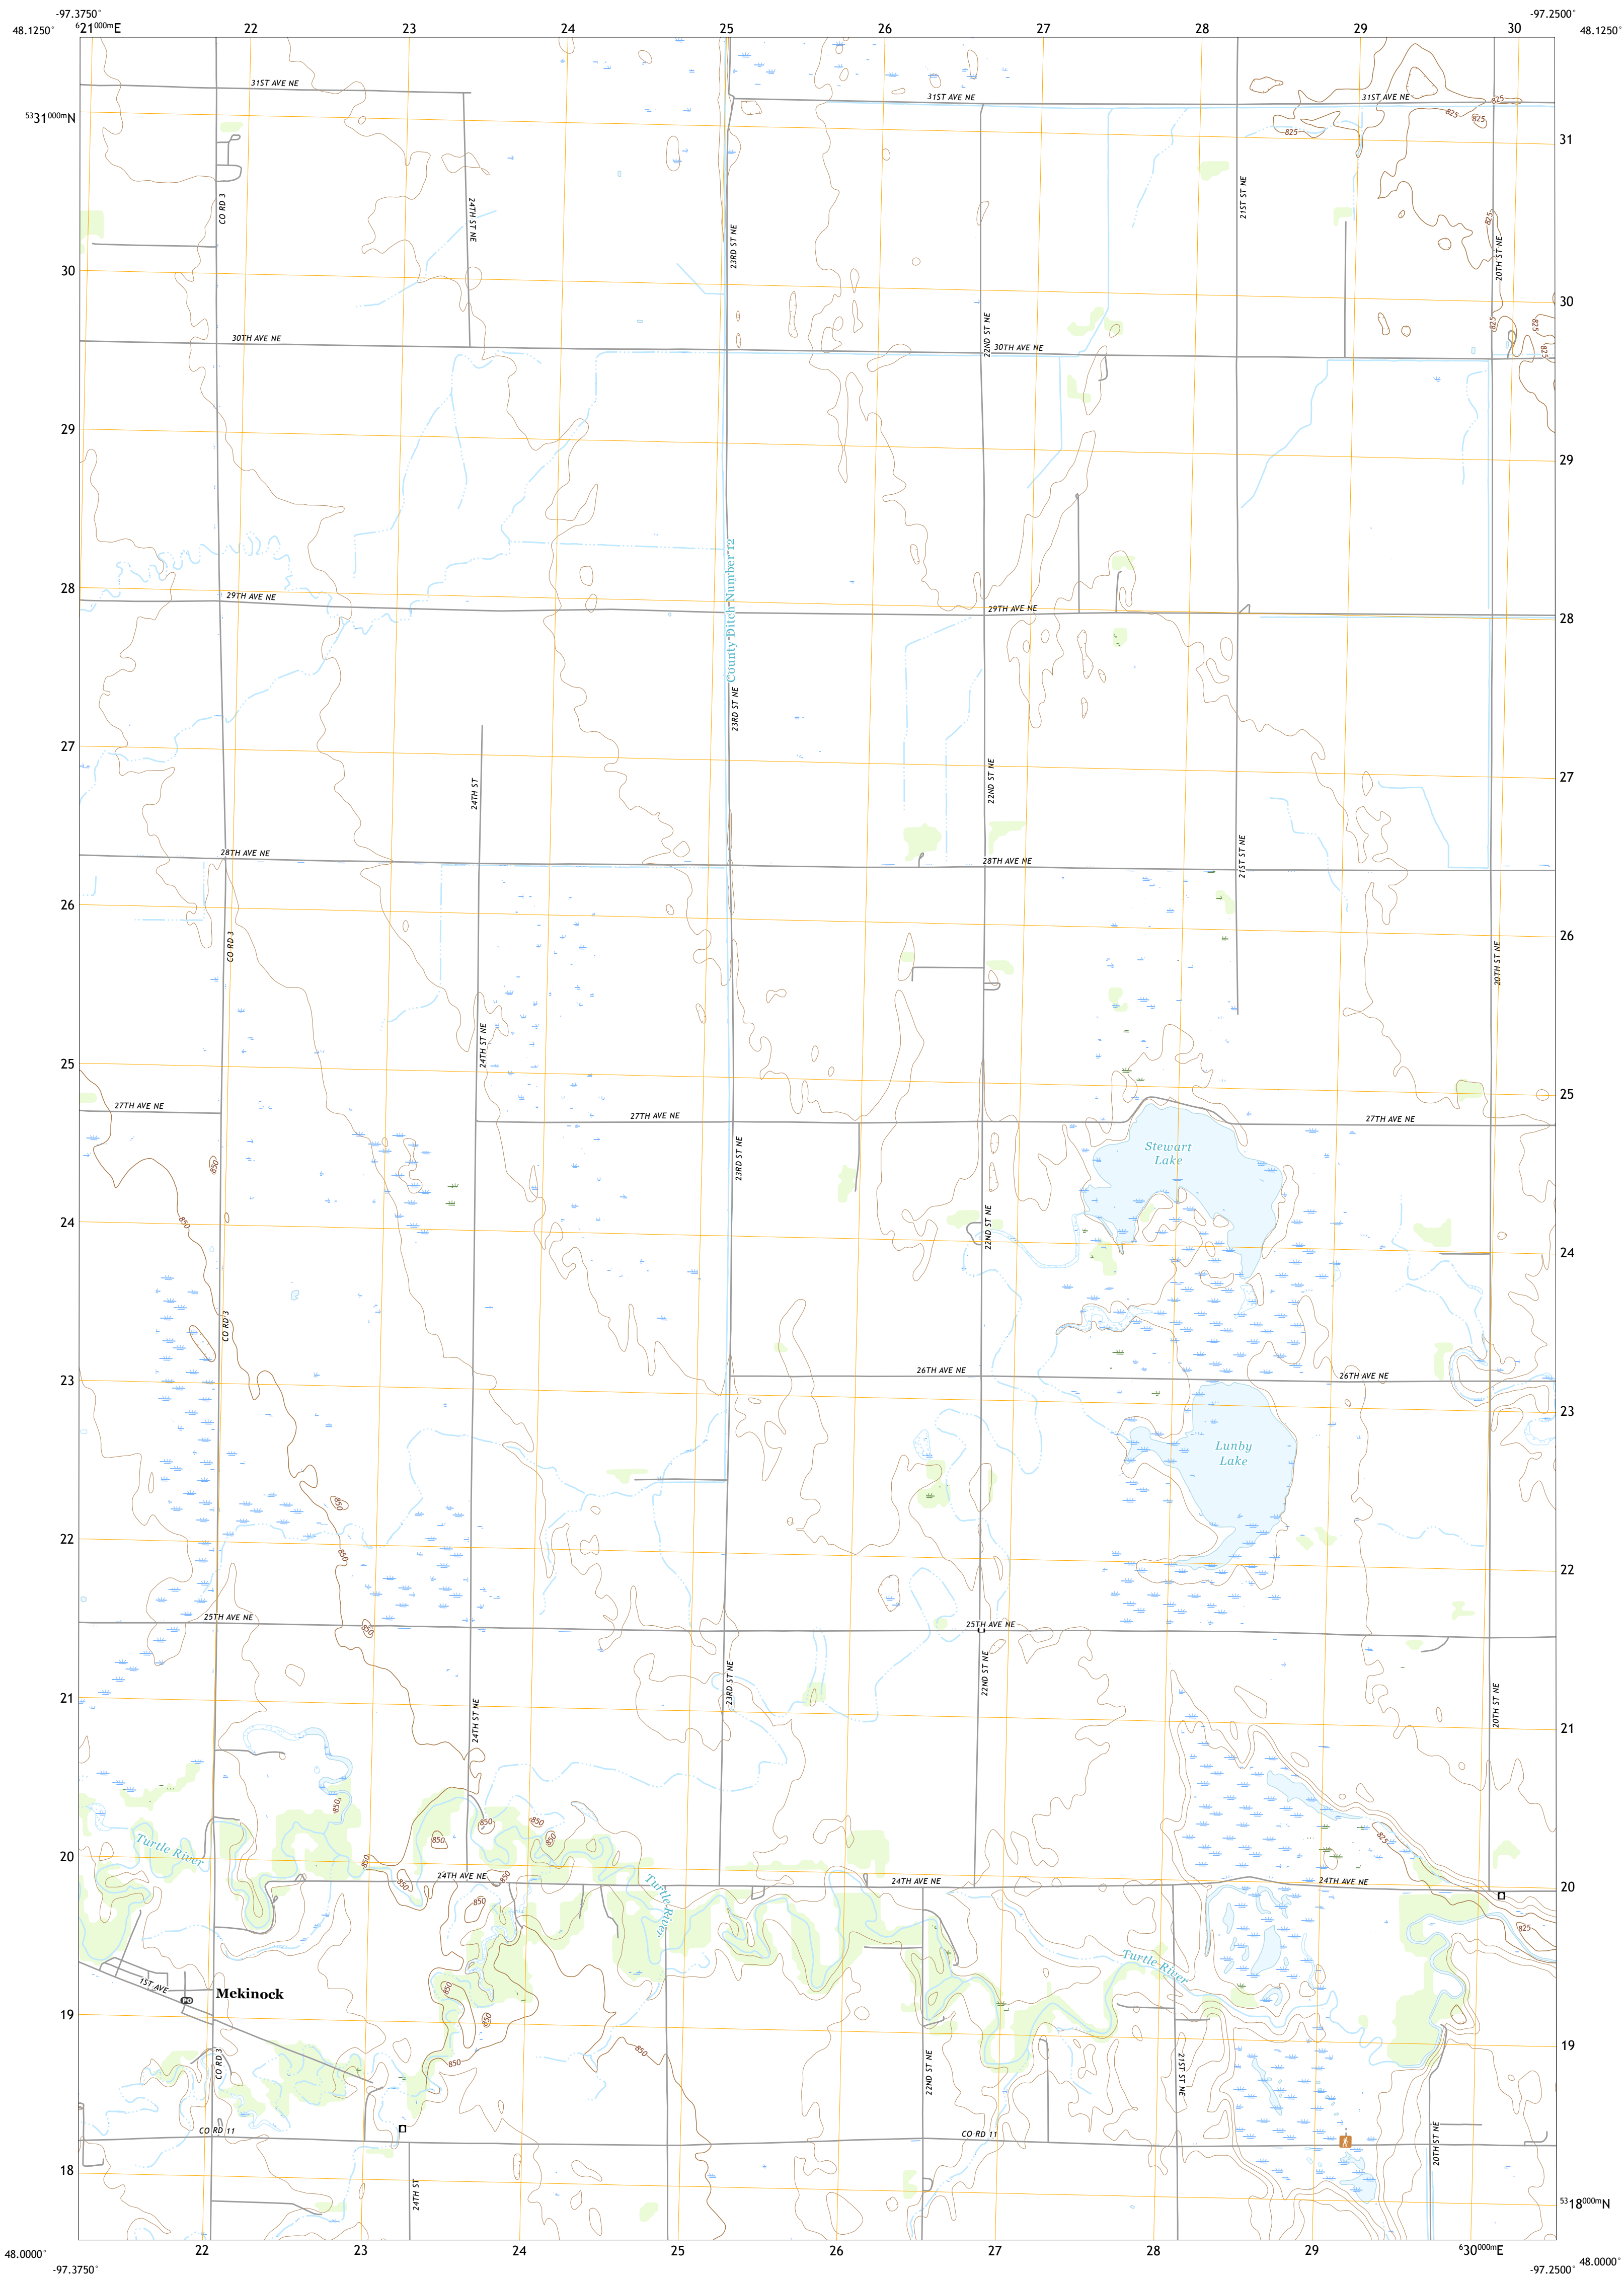 -97.3750°
-97.2500°
48.1250°
⁶21⁰⁰⁰ᵐE
22
23
24
25
26
27
28
29
30
48.1250°
31ST AVE NE
31ST AVE NE
31ST AVE NE
825
825
825
825
⁵³31⁰⁰⁰ᵐN
31
CO RD 3
24TH ST NE
21ST ST NE
825
23RD ST NE
20TH ST NE
30
30
825
825
825
30TH AVE NE
22ND ST NE
30TH AVE NE
29
29
County Ditch Number 12
28
29TH AVE NE
29TH AVE NE
28
23RD ST NE
27
27
24TH ST
22ND ST NE
28TH AVE NE
28TH AVE NE
21ST ST NE
26
26
CO RD 3
20TH ST NE
25
24TH ST NE
25
27TH AVE NE
27TH AVE NE
27TH AVE NE
Stewart
Lake
850
23RD ST NE
850
24
22ND ST NE
24
CO RD 3
23
26TH AVE NE
26TH AVE NE
23
Lunby
Lake
850
22
850
22
25TH AVE NE
850
25TH AVE NE
22ND ST NE
23RD ST NE
21
24TH ST NE
20TH ST NE
21
850
850
850
850
850
825
Turtle River
20
850
850
24TH AVE NE
850
24TH AVE NE
24TH AVE NE
20
Turtle
River
850
825
Turtle River
1ST AVE
Mekinock
PO
850
850
19
19
850
850
CO RD 3
22ND ST NE
21ST ST NE
CO RD 11
CO RD 11
20TH ST NE
18
24TH ST
⁵³18⁰⁰⁰ᵐN
48.0000°
22
23
24
25
26
27
28
29
⁶30⁰⁰⁰ᵐE
48.0000°
-97.3750°
-97.2500°